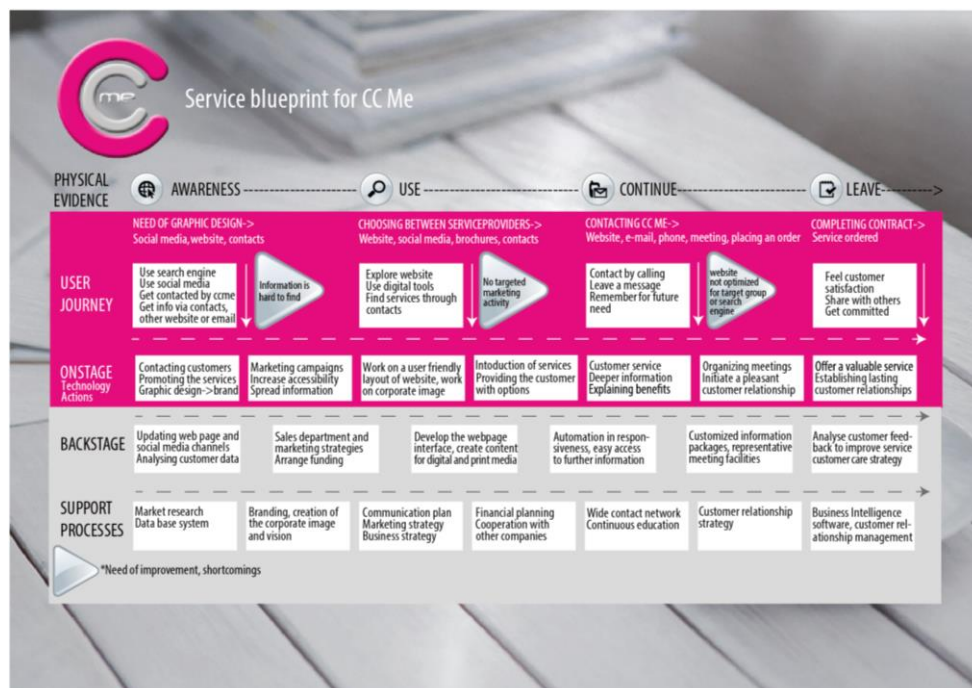 me
Service blueprint for CC Me
PHYSICAL
EVIDENCE
AWARENESS
USE
CONTINUE
LEAVE
NEED OF GRAPHIC DESIGN->
Social media, website, contacts
CHOOSING BETWEEN SERVICEPROVIDERS->
Website, social media, brochures, contacts
CONTACTING CC ME->
Website, e-mail, phone, meeting, placing an order
COMPLETING CONTRACT->
Service ordered
USER
JOURNEY
Use search engine
Use social media
Get contacted by ccme
Get info via contacts,
other website or email
Information is
hard to find
Explore website
Use digital tools
Find services through
contacts
No targeted
marketing
activity
Contact by calling
Leave a message
Remember for future
need
website
not optimized
for target group
or search
engine
Feel customer
satisfaction
Share with others
Get committed
ONSTAGE
Technology
Actions
Contacting customers
Promoting the services
Graphic design->brand
Marketing campaigns
Increase accessibility
Spread information
Work on a user friendly
layout of website, work
on corporate image
Intoduction of services
Providing the customer
with options
Customer service
Deeper information
Explaining benefits
Organizing meetings
Initiate a pleasant
customer relationship
Offer a valuable service
Establishing lasting
customer relationships
BACKSTAGE
Updating web page and
social media channels
Analysing customer data
Sales department and
marketing strategies
Arrange funding
Develop the webpage
interface, create content
for digital and print media
Automation in respon-
siveness, easy access
to further information
Customized information
packages, representative
meeting facilities
Analyse customer feed-
back to improve service
customer care strategy
SUPPORT
PROCESSES
Market research
Data base system
Branding, creation of
the corporate image
and vision
Communication plan
Marketing strategy
Business strategy
Financial planning
Cooperation with
other companies
Wide contact network
Continuous education
Customer relationship
strategy
Business Intelligence
software, customer rel-
ationship management
*Need of improvement, shortcomings